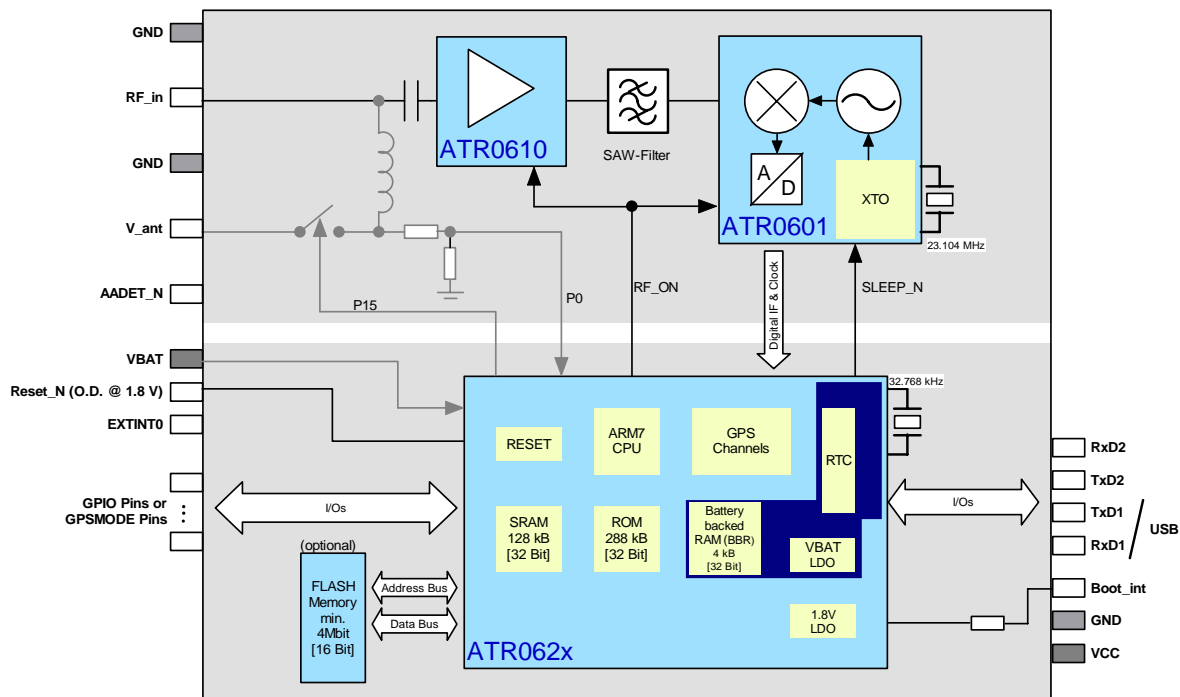 GND
RF_in
GND
V_ant
AADET_N
VBAT
Reset_N (O.D. @ 1.8 V)
EXTINT0
GPIO Pins or
GPSMODE Pins
ATR0610
SAW-Filter
A
D
XTO
ATR0601
23.104 MHz
P15
P0
RF_ON
Digital IF & Clock
SLEEP_N
32.768 kHz
RESET
ARM7
CPU
GPS
Channels
RTC
I/Os
SRAM
128 kB
[32 Bit]
ROM
288 kB
[32 Bit]
Battery
backed
RAM (BBR)
4 kB
[32 Bit]
VBAT
LDO
1.8V
LDO
ATR062x
(optional)
FLASH
Memory
min.
4Mbit
[16 Bit]
Address Bus
Data Bus
I/Os
RxD2
TxD2
TxD1
RxD1
USB
Boot_int
GND
VCC